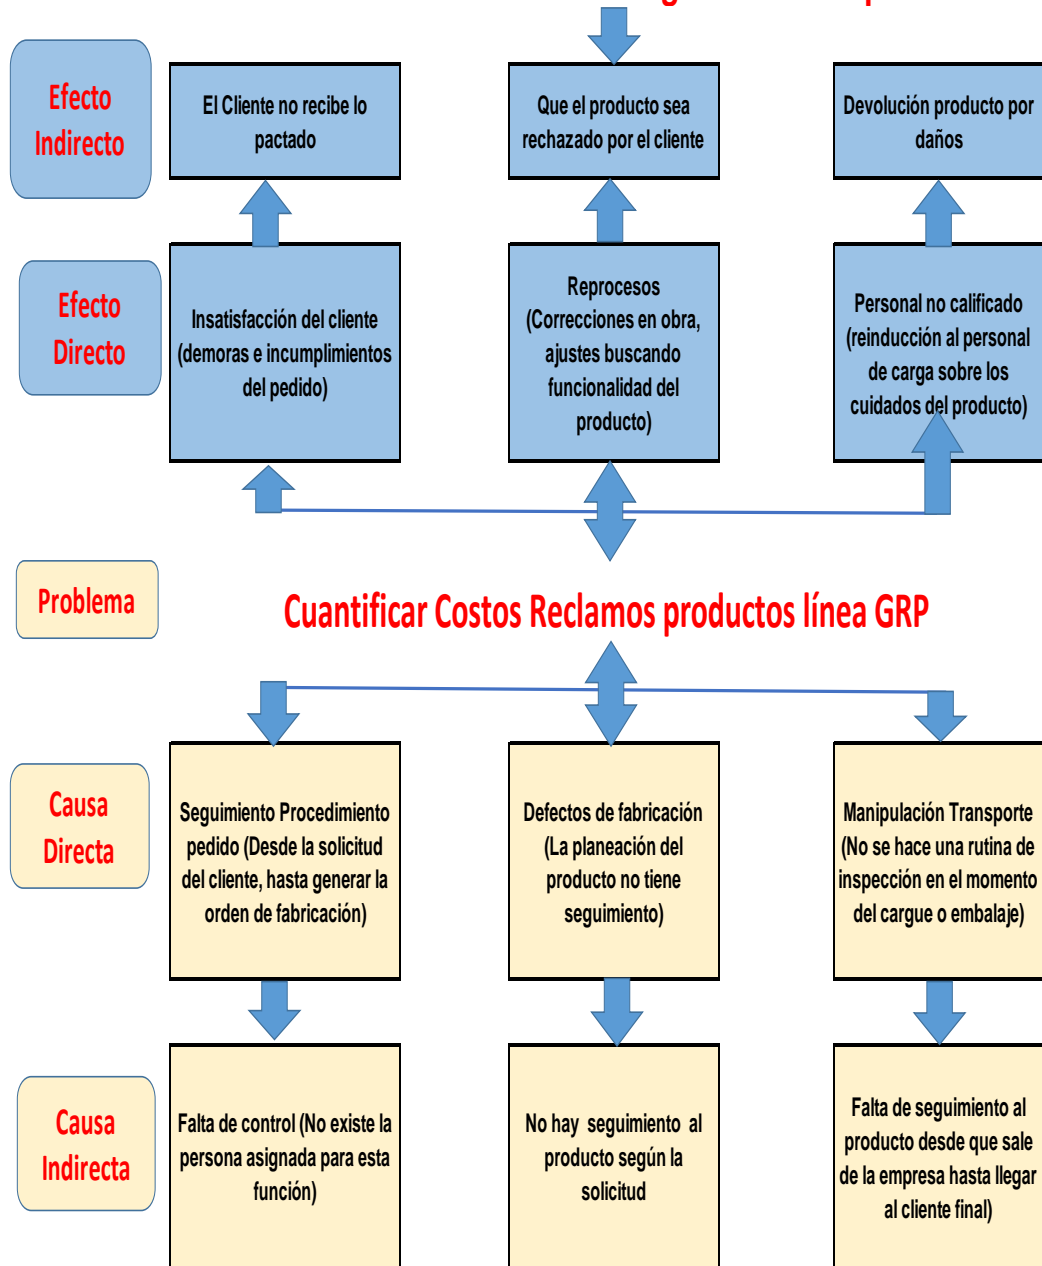 Efecto
Indirecto
El Cliente no recibe lo
pactado
Que el producto sea
rechazado por el cliente
Devolución producto por
daños
Efecto
Directo
Insatisfacción del cliente
(demoras e incumplimientos
del pedido)
Reprocesos
(Correcciones en obra,
ajustes buscando
funcionalidad del
producto)
Personal no calificado
(reinducción al personal
de carga sobre los
cuidados del producto)
Problema
Cuantificar Costos Reclamos productos línea GRP
Causa
Directa
Seguimiento Procedimiento
pedido (Desde la solicitud
del cliente, hasta generar la
orden de fabricación)
Defectos de fabricación
(La planeación del
producto no tiene
seguimiento)
Manipulación Transporte
(No se hace una rutina de
inspección en el momento
del cargue o embalaje)
Causa
Indirecta
Falta de control (No existe la
persona asignada para esta
función)
No hay seguimiento al
producto según la
solicitud
Falta de seguimiento al
producto desde que sale
de la empresa hasta llegar
al cliente final)